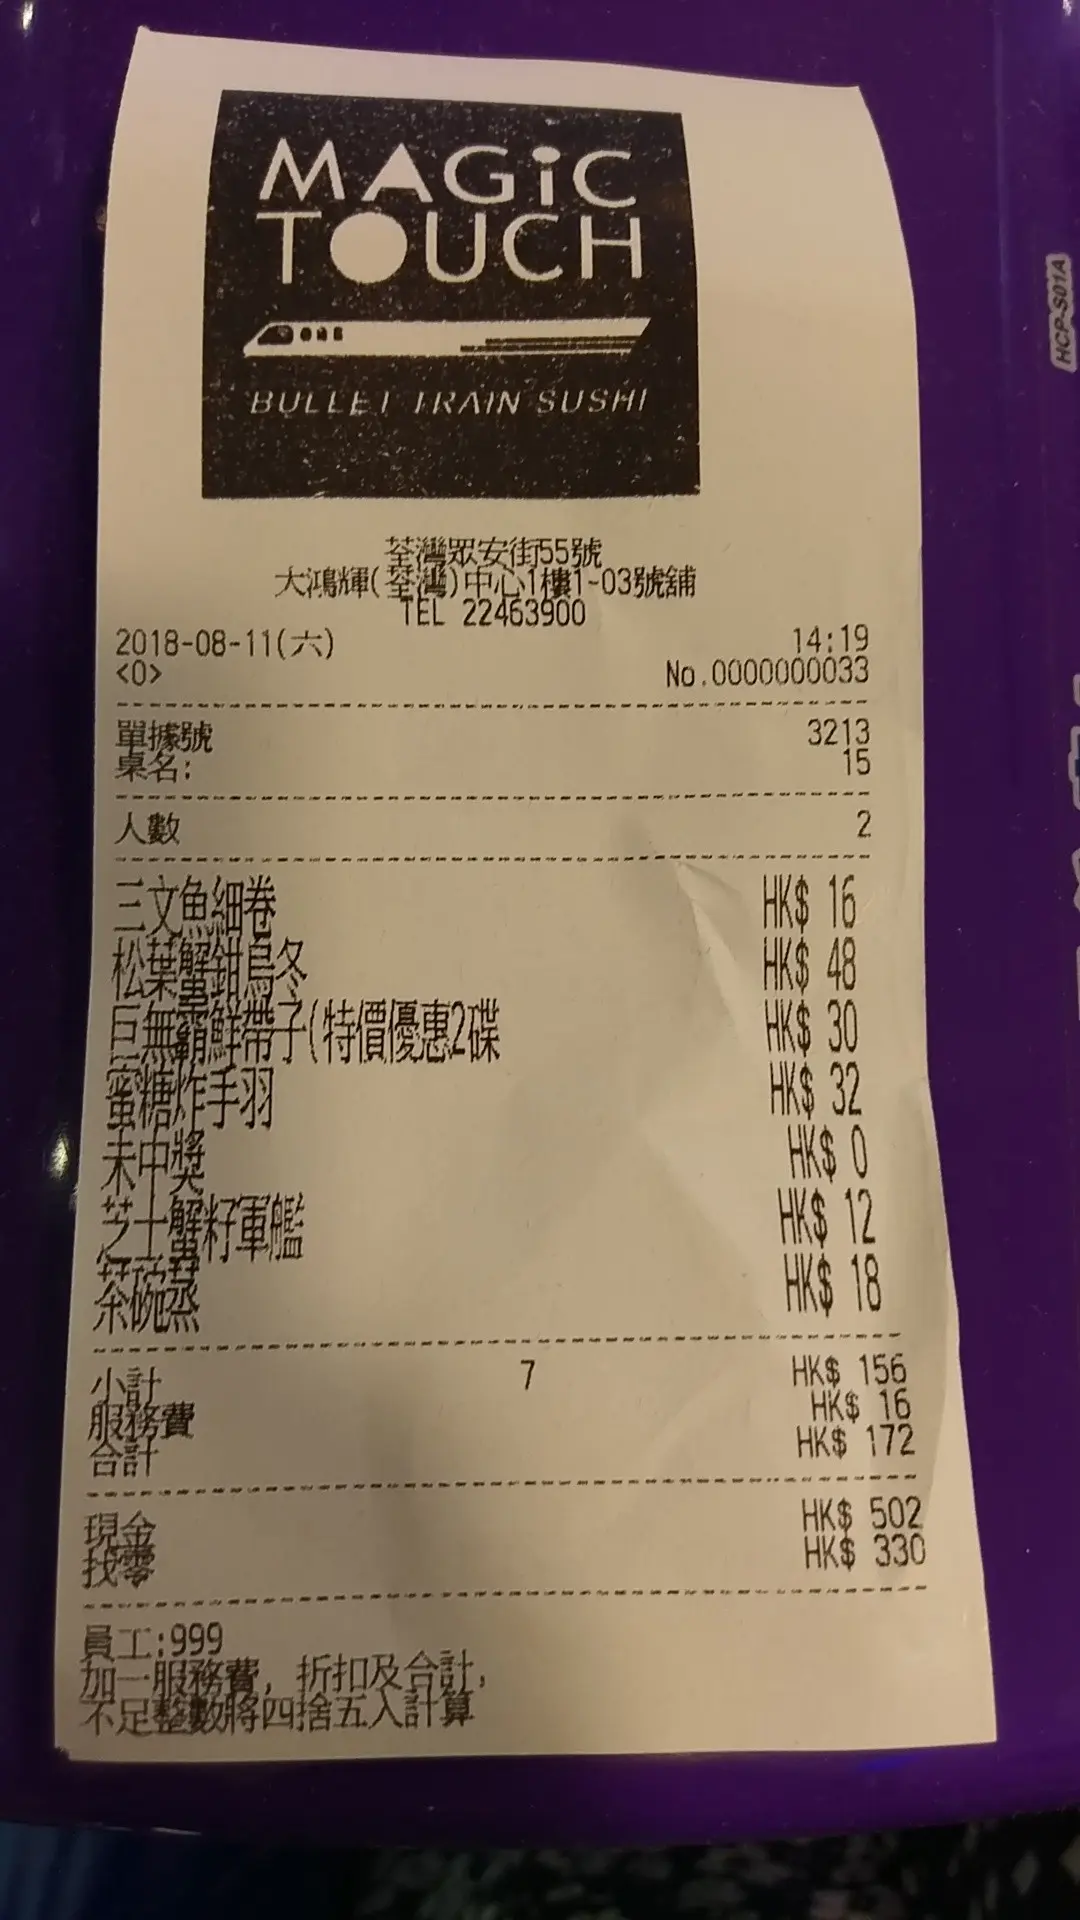 MAGiC
TOUCH
BULLET TRAIN SUSHI
荃灣眾安街55號
大鴻輝(荃灣)中心1樓1-03號舖
TEL 22463900
2018-08-11(六) 14:19
<0> No.0000000033
單據號 3213
桌名: 15
人數 2
三文魚細卷 HK$ 16
松葉蟹鉗烏冬 HK$ 48
巨無霸鮮帶子(特價優惠2碟 HK$ 30
蜜糖炸手羽 HK$ 32
未中獎 HK$ 0
芝士蟹籽軍艦 HK$ 12
茶碗蒸 HK$ 18
小計 7 HK$ 156
服務費 HK$ 16
合計 HK$ 172
現金 HK$ 502
找零 HK$ 330
員工:999
加一服務費, 折扣及合計,
不足整數將四捨五入計算
HCP-S01A